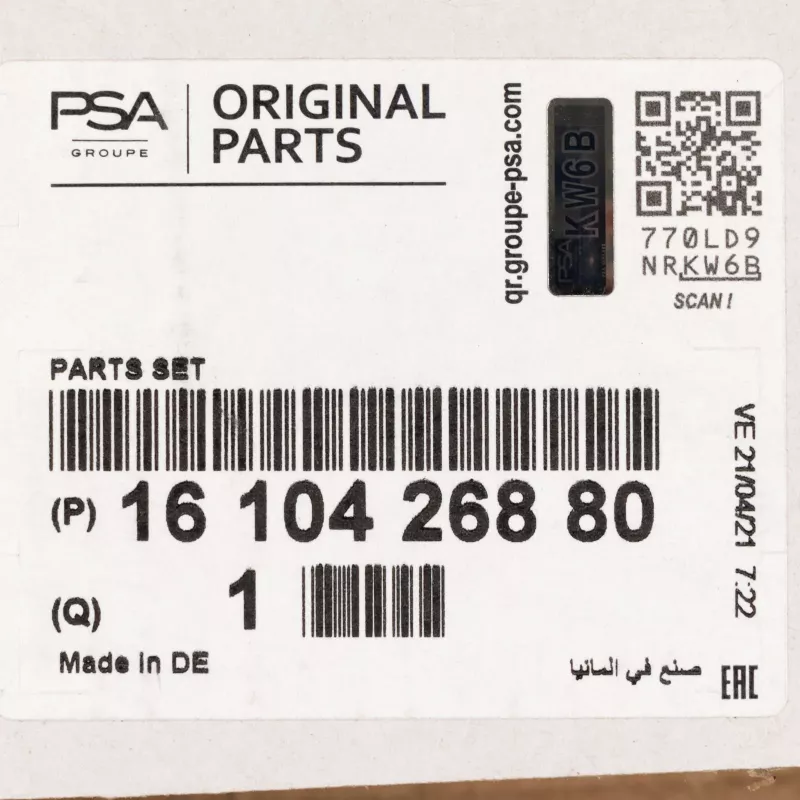 PSA
GROUPE
ORIGINAL
PARTS
qr.groupe-psa.com
PSA KW6B
770LD9
NRKW6B
SCAN!
PARTS SET
(P) 16 104 268 80
(Q) 1
VE 21/04/21 7:22
Made in DE
صنع في المانيا
EAC